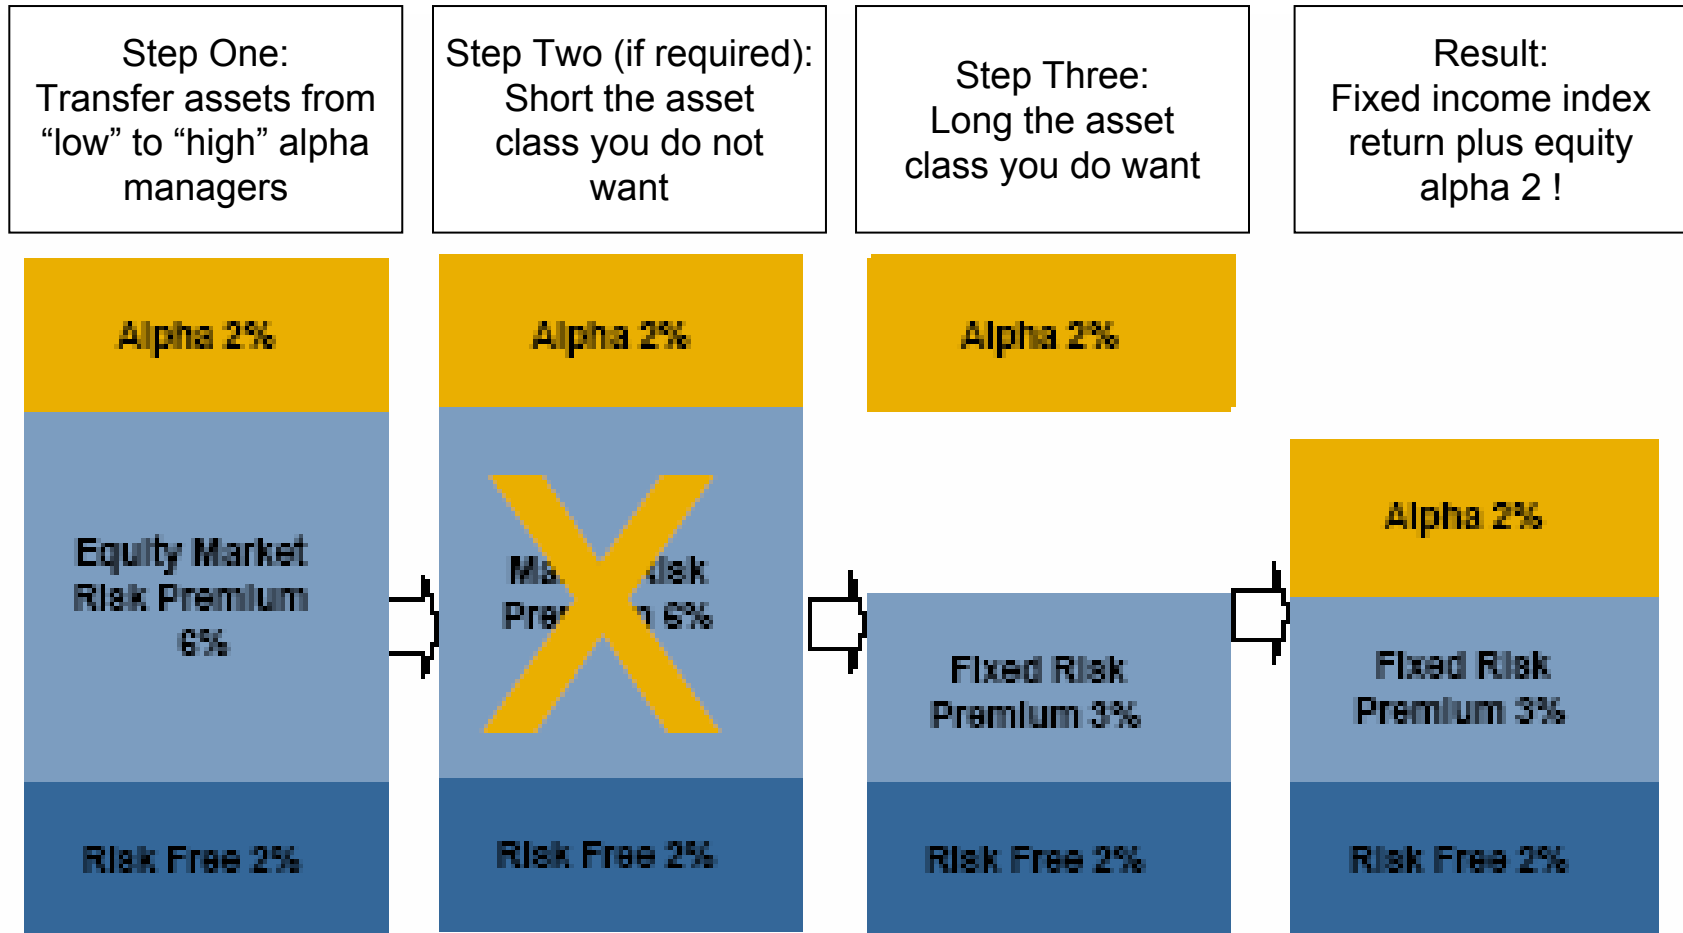 Step One:
Transfer assets from
“low” to “high” alpha
managers
Step Two (if required):
Short the asset
class you do not
want
Step Three:
Long the asset
class you do want
Result:
Fixed income index
return plus equity
alpha 2 !
Alpha 2%
Equity Market
Risk Premium
6%
Risk Free 2%
Alpha 2%
Risk
6%
Risk Free 2%
Alpha 2%
Fixed Risk
Premium 3%
Risk Free 2%
Alpha 2%
Fixed Risk
Premium 3%
Risk Free 2%